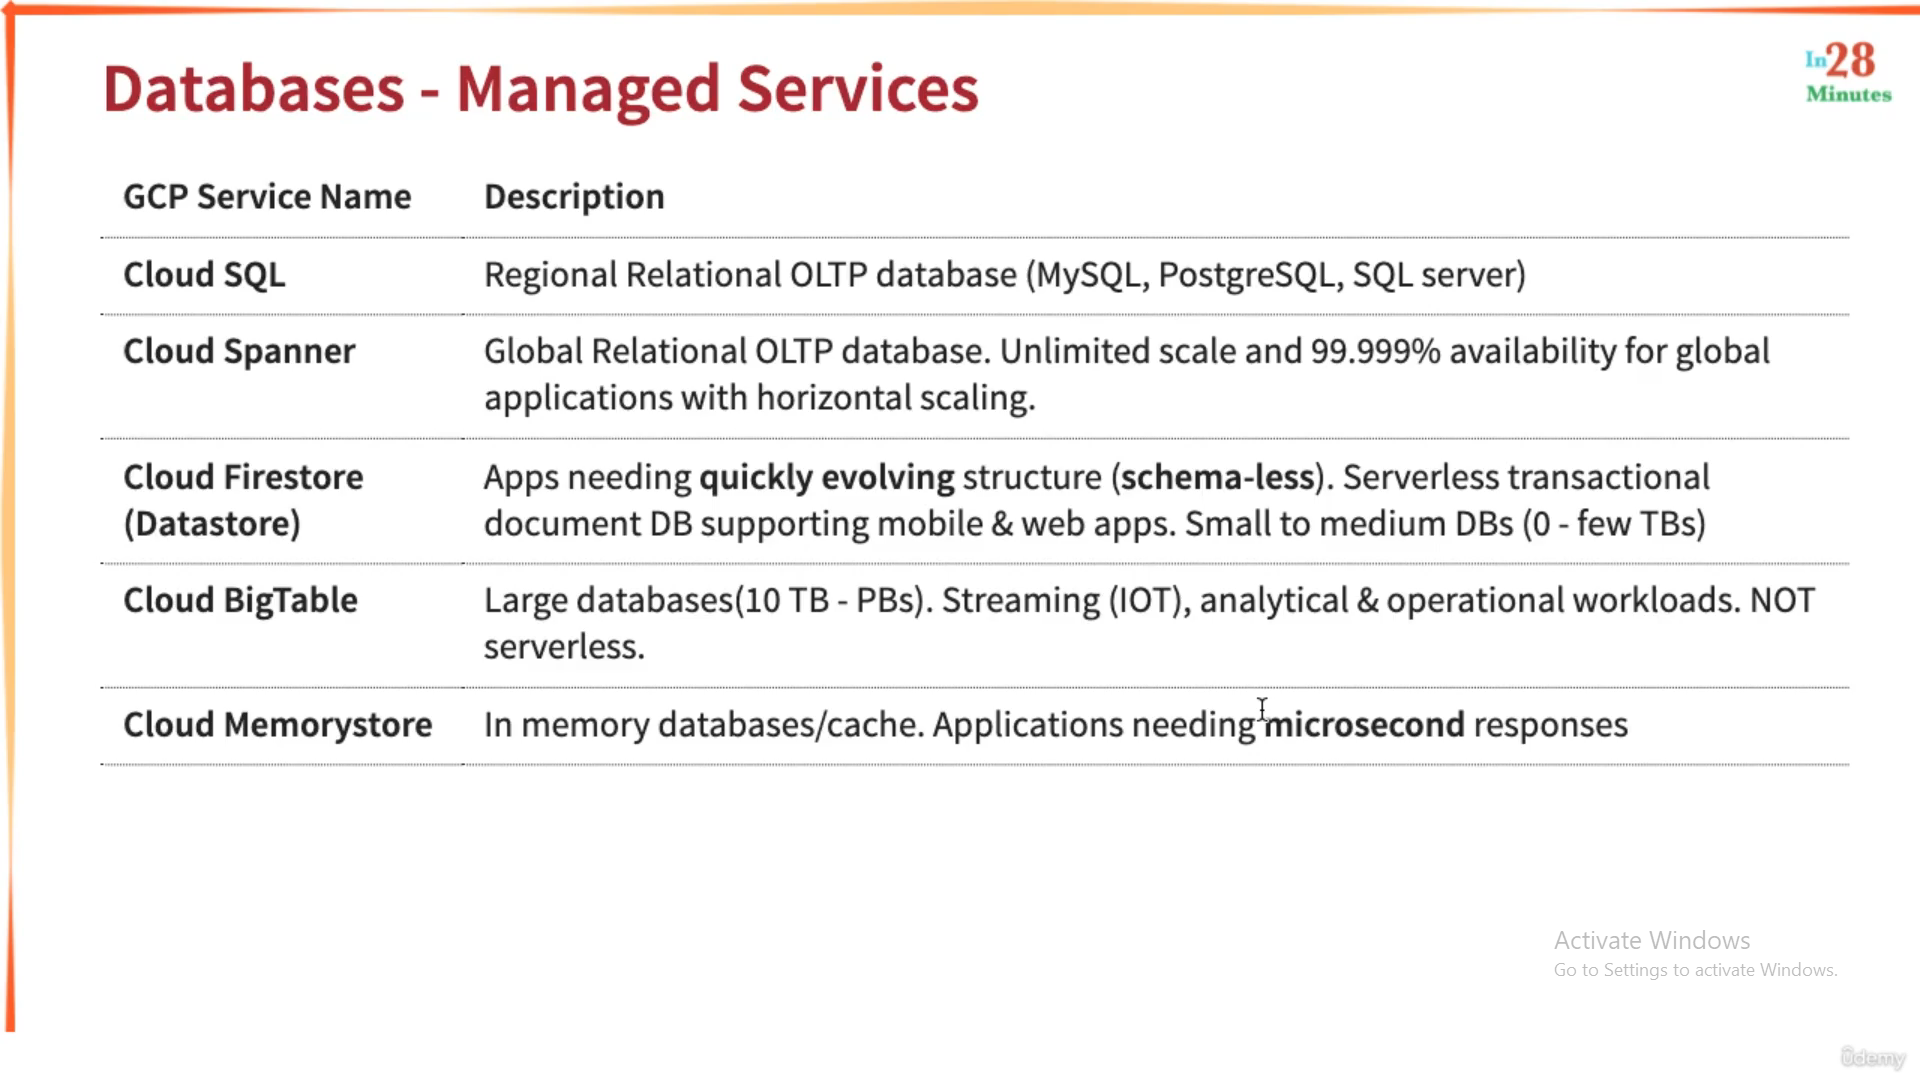 Databases - Managed Services
In28
Minutes
GCP Service Name Description
Cloud SQL Regional Relational OLTP database (MySQL, PostgreSQL, SQL server)
Cloud Spanner Global Relational OLTP database. Unlimited scale and 99.999% availability for global
applications with horizontal scaling.
Cloud Firestore Apps needing quickly evolving structure (schema-less). Serverless transactional
(Datastore) document DB supporting mobile & web apps. Small to medium DBs (0 - few TBs)
Cloud BigTable Large databases(10 TB - PBs). Streaming (IOT), analytical & operational workloads. NOT
serverless.
Cloud Memorystore In memory databases/cache. Applications needing microsecond responses
Activate Windows
Go to Settings to activate Windows.
ûdemy